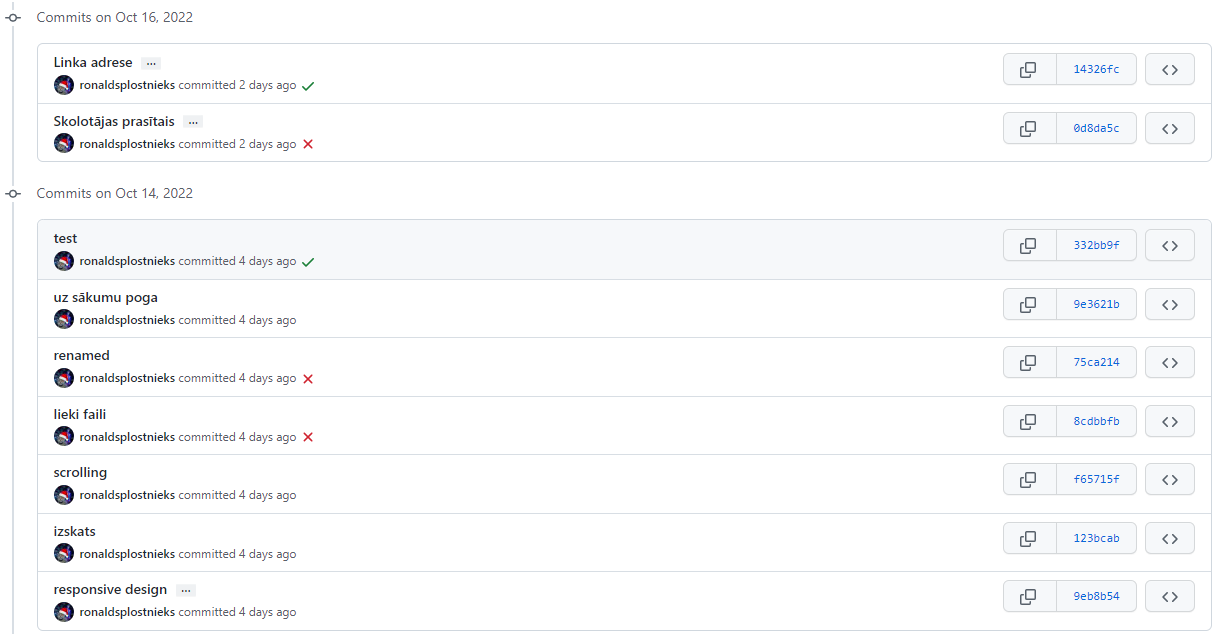 Commits on Oct 16, 2022
Linka adrese ...
ronaldsplostnieks committed 2 days ago
14326fc
Skolotājas prasītais ...
ronaldsplostnieks committed 2 days ago
0d8da5c
Commits on Oct 14, 2022
test
ronaldsplostnieks committed 4 days ago
332bb9f
uz sākumu poga
ronaldsplostnieks committed 4 days ago
9e3621b
renamed
ronaldsplostnieks committed 4 days ago
75ca214
lieki faili
ronaldsplostnieks committed 4 days ago
8cdbbfb
scrolling
ronaldsplostnieks committed 4 days ago
f65715f
izskats
ronaldsplostnieks committed 4 days ago
123bcab
responsive design ...
ronaldsplostnieks committed 4 days ago
9eb8b54